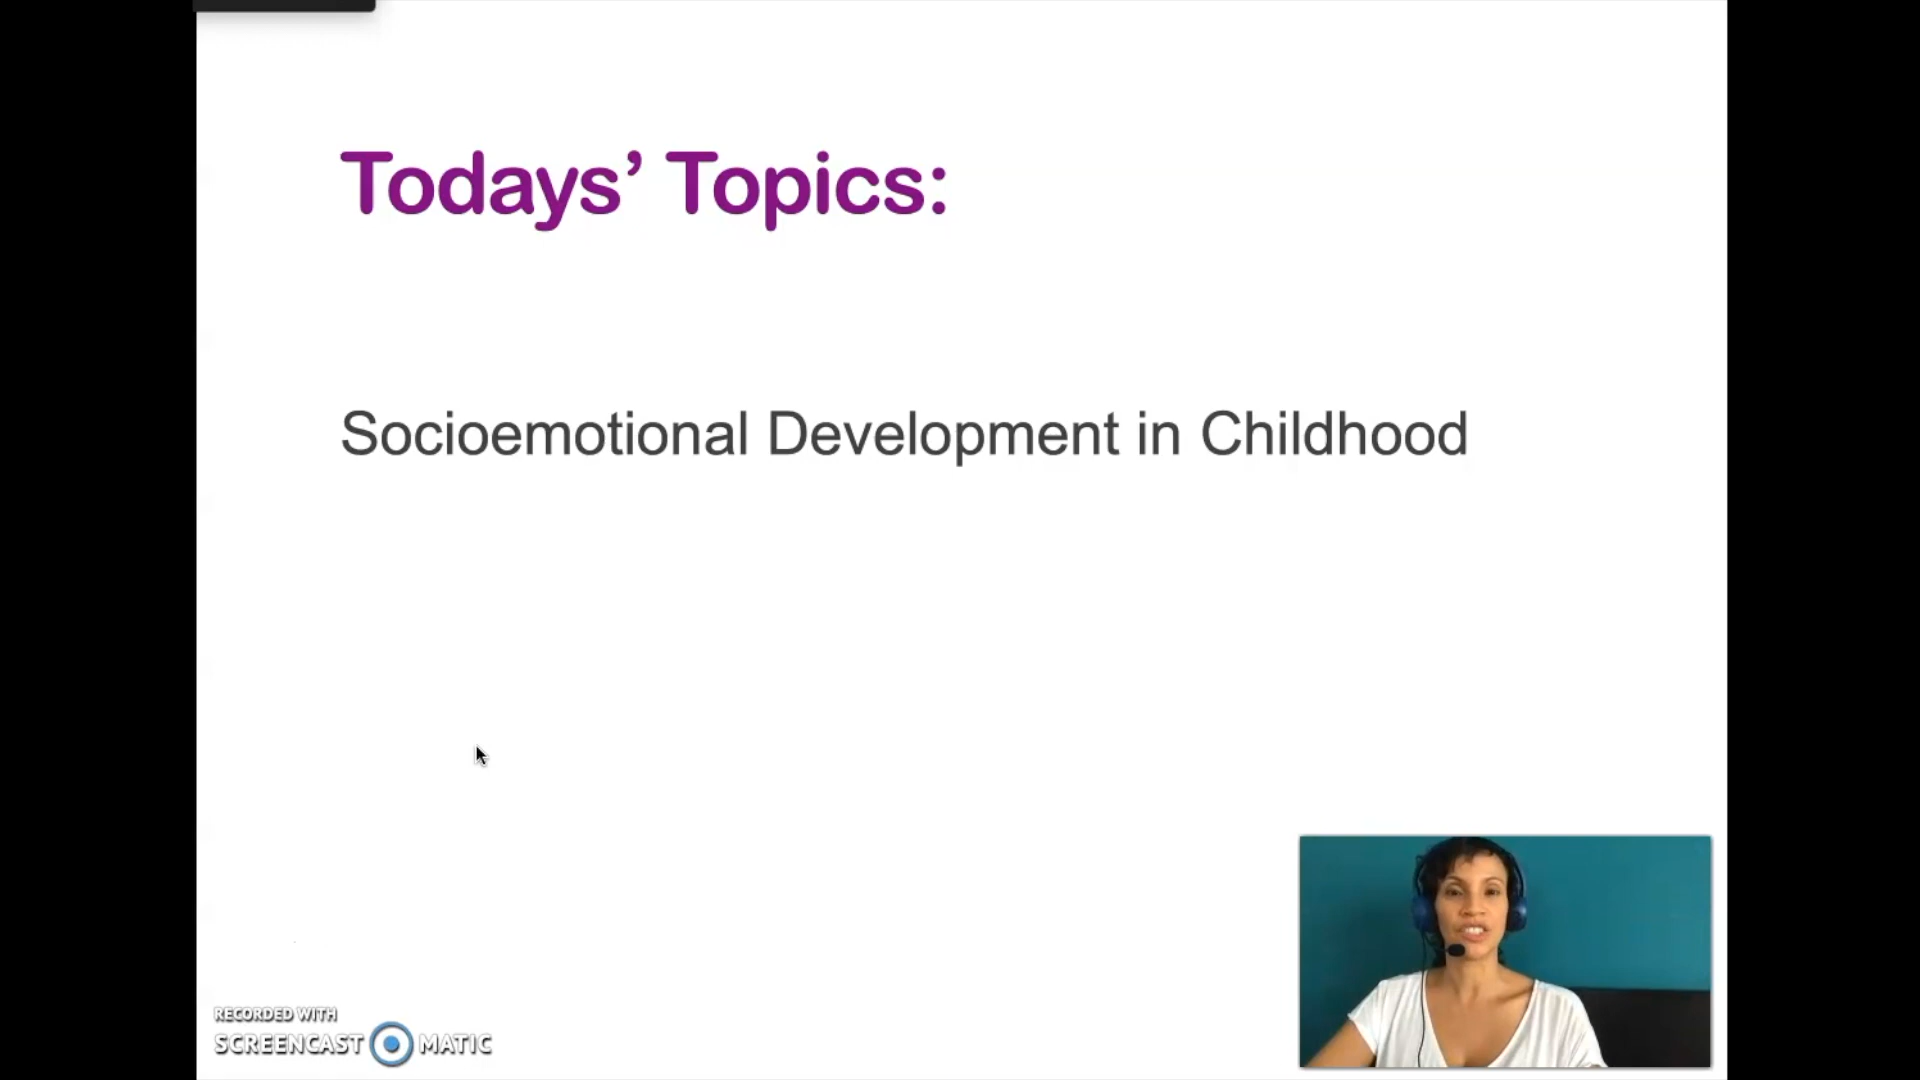 Todays’ Topics:
Socioemotional Development in Childhood
RECORDED WITH
SCREENCAST MATIC